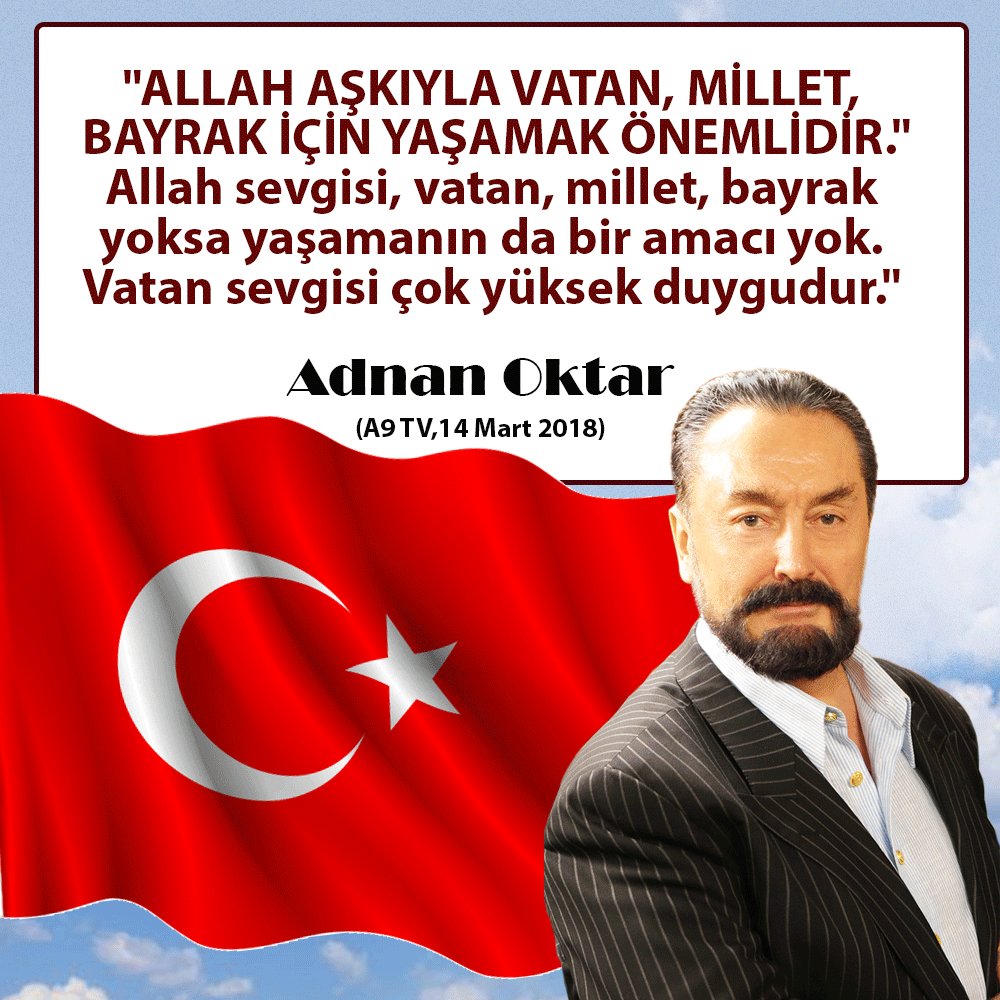 "ALLAH AŞKIYLA VATAN, MİLLET,
BAYRAK İÇİN YAŞAMAK ÖNEMLİDİR."
Allah sevgisi, vatan, millet, bayrak
yoksa yaşamanın da bir amacı yok.
Vatan sevgisi çok yüksek duygudur."
Adnan Oktar
(A9 TV,14 Mart 2018)